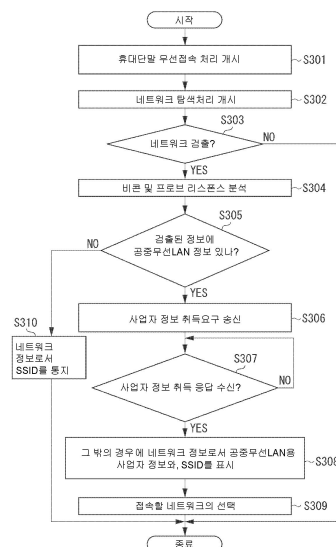 시작
휴대단말 무선접속 처리 개시
S301
네트워크 탐색처리 개시
S302
S303
네트워크 검출?
NO
YES
비콘 및 프로브 리스폰스 분석
S304
S305
검출된 정보에
공중무선LAN 정보 있나?
NO
YES
사업자 정보 취득요구 송신
S306
S310
네트워크
정보로서
SSID를 통지
S307
사업자 정보 취득 응답 수신?
NO
YES
그 밖의 경우에 네트워크 정보로서 공중무선LAN용
사업자 정보와, SSID를 표시
S308
접속할 네트워크의 선택
S309
종료